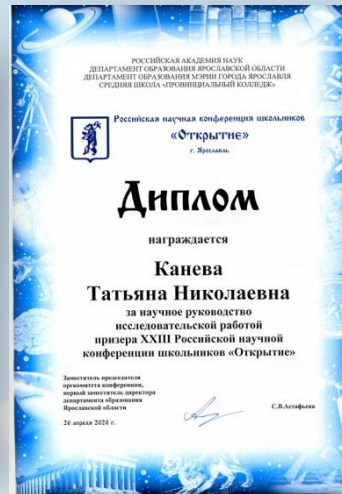 РОССИЙСКАЯ АКАДЕМИЯ НАУК
ДЕПАРТАМЕНТ ОБРАЗОВАНИЯ ЯРОСЛАВСКОЙ ОБЛАСТИ
ДЕПАРТАМЕНТ ОБРАЗОВАНИЯ МЭРИИ ГОРОДА ЯРОСЛАВЛЯ
СРЕДНЯЯ ШКОЛА «ПРОВИНЦИАЛЬНЫЙ КОЛЛЕДЖ»
Российская научная конференция школьников
«Открытие»
г. Ярославль
Диплом
награждается
Канева
Татьяна Николаевна
за научное руководство
исследовательской работой
призера XXIII Российской научной
конференции школьников «Открытие»
Заместитель председателя
оргкомитета конференции,
первый заместитель директора
департамента образования
Ярославской области
С.В.Астафьева
26 апреля 2020 г.